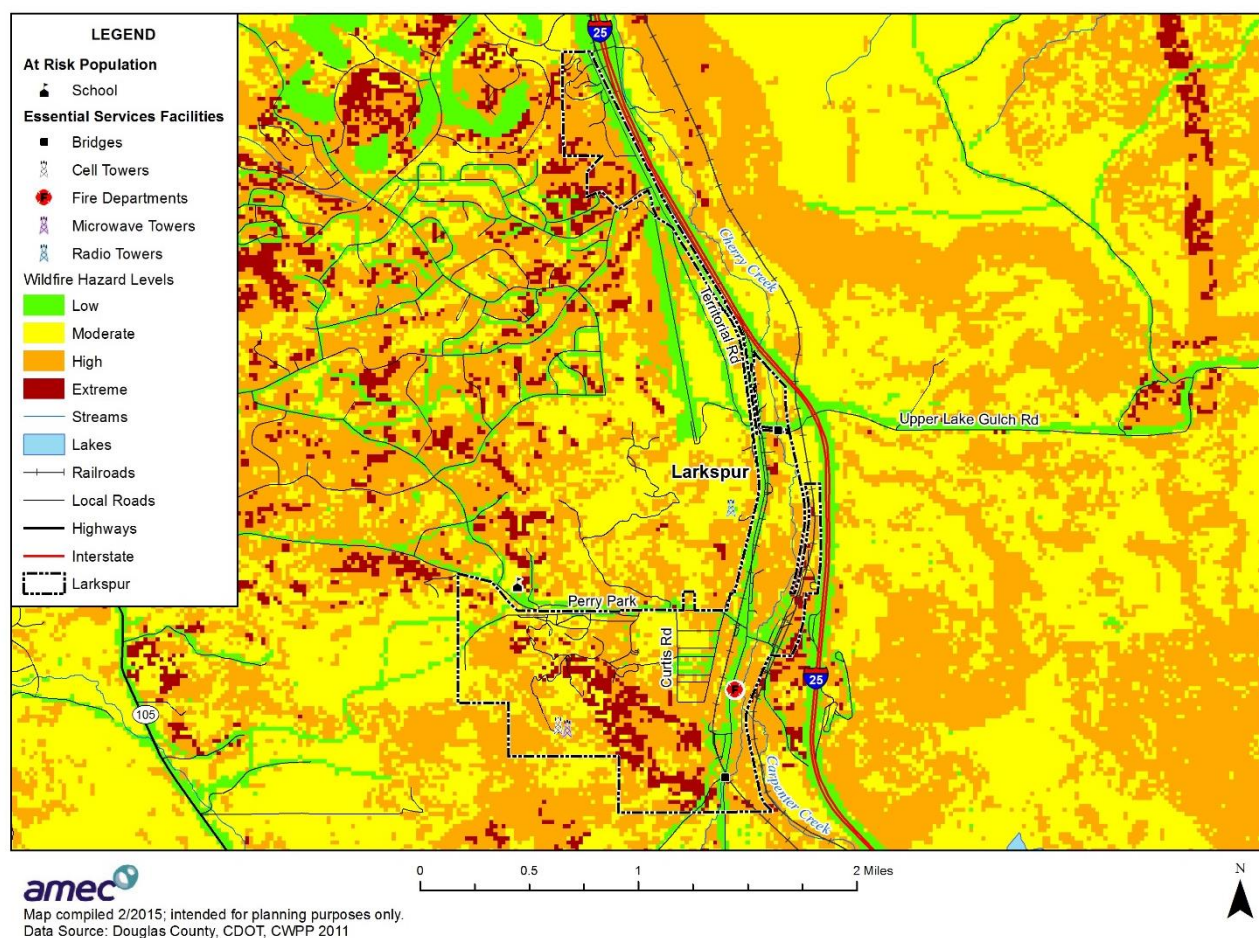 LEGEND
At Risk Population
School
Essential Services Facilities
Bridges
Cell Towers
F Fire Departments
Microwave Towers
Radio Towers
Wildfire Hazard Levels
Low
Moderate
High
Extreme
Streams
Lakes
Railroads
Local Roads
Highways
Interstate
Larkspur
25
Cherry Creek
Territorial Rd
Upper Lake Gulch Rd
Larkspur
Perry Park
Curtis Rd
F
25
105
Carpenter Creek
amec
Map compiled 2/2015; intended for planning purposes only.
Data Source: Douglas County, CDOT, CWPP 2011
0 0.5 1 2 Miles
N